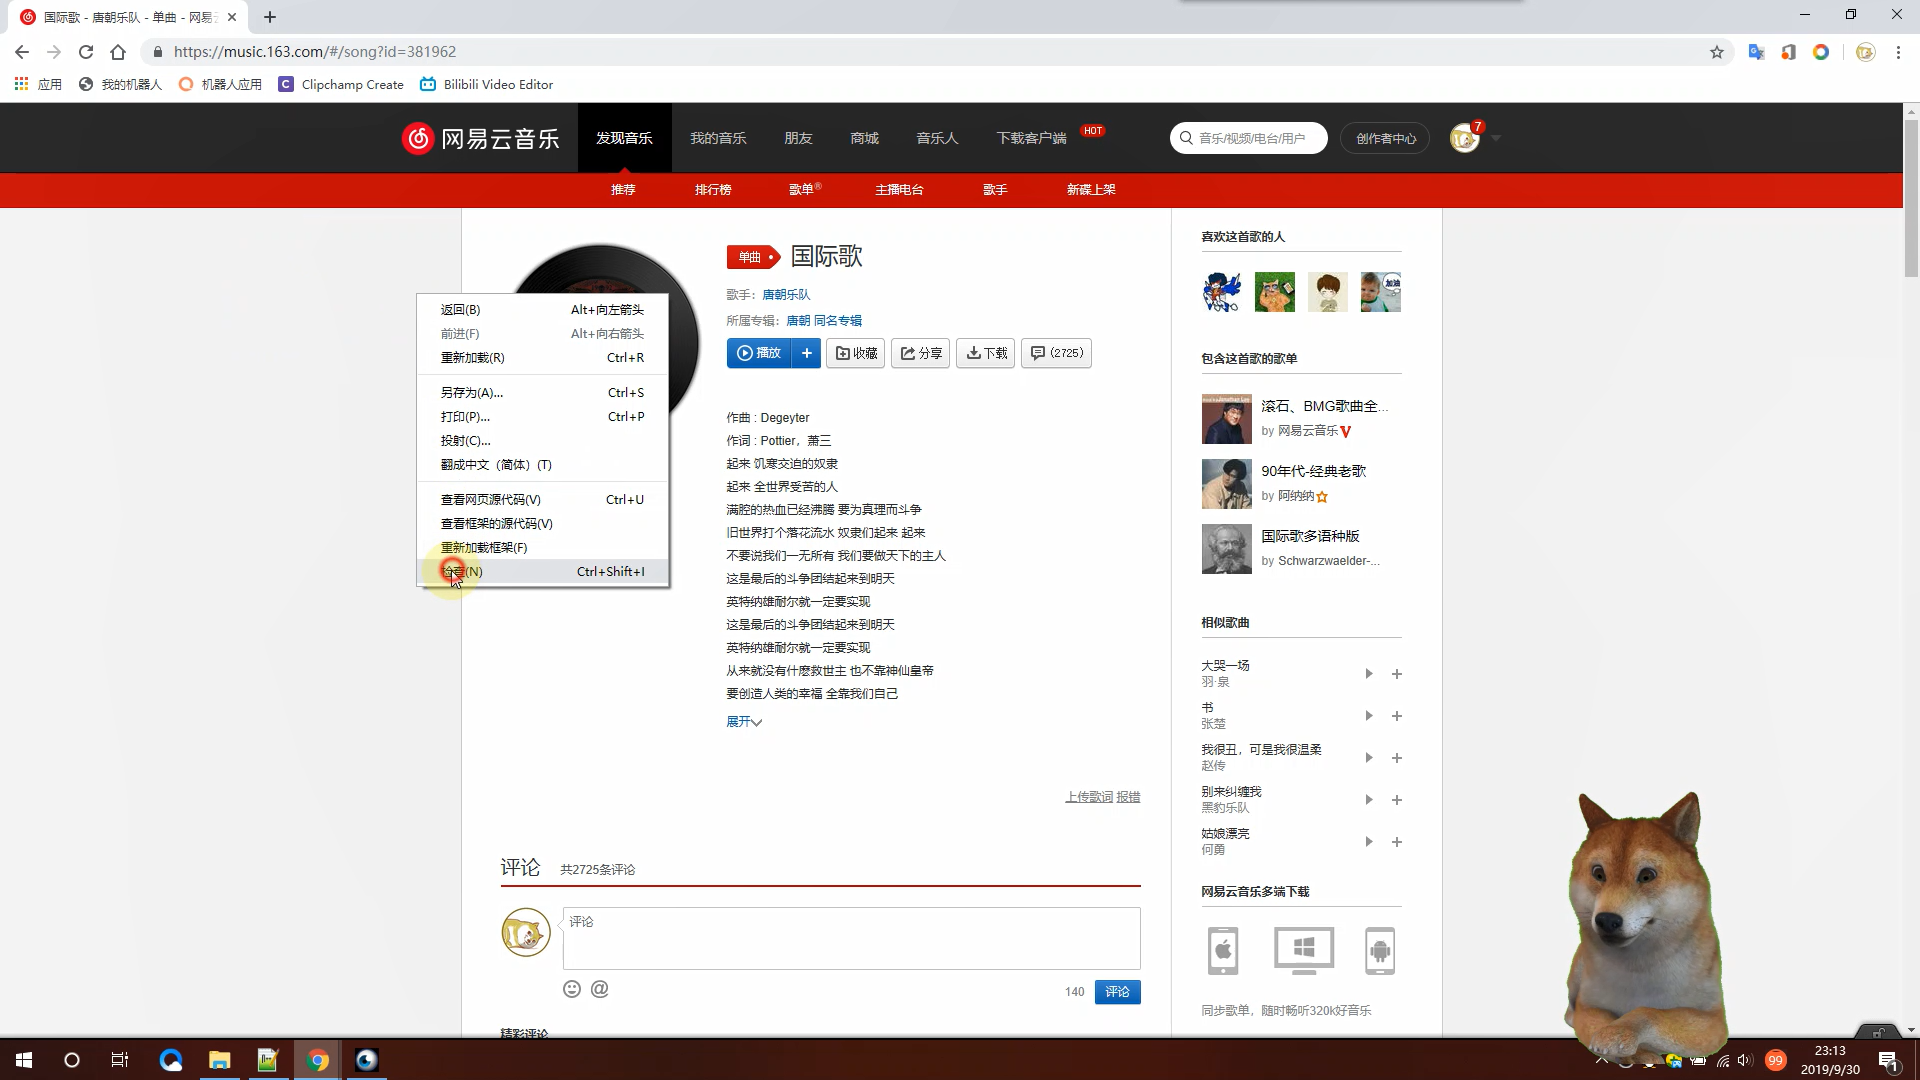 国际歌 - 唐朝乐队 - 单曲 - 网易云
https://music.163.com/#/song?id=381962
应用 我的机器人 机器人应用 C Clipchamp Create Bilibili Video Editor
网易云音乐 发现音乐 我的音乐 朋友 商城 音乐人 下载客户端 HOT 音乐/视频/电台/用户 创作者中心 7
推荐 排行榜 歌单® 主播电台 歌手 新碟上架
单曲 国际歌
歌手：唐朝乐队
所属专辑：唐朝 同名专辑
播放 + 收藏 分享 下载 (2725)
返回(B) Alt+向左箭头
前进(F) Alt+向右箭头
重新加载(R) Ctrl+R
另存为(A)... Ctrl+S
打印(P)... Ctrl+P
投射(C)...
翻成中文（简体）(T)
查看网页源代码(V) Ctrl+U
查看框架的源代码(V)
重新加载框架(F)
检查(N) Ctrl+Shift+I
作曲 : Degeyter
作词 : Pottier，萧三
起来 饥寒交迫的奴隶
起来 全世界受苦的人
满腔的热血已经沸腾 要为真理而斗争
旧世界打个落花流水 奴隶们起来 起来
不要说我们一无所有 我们要做天下的主人
这是最后的斗争团结起来到明天
英特纳雄耐尔就一定要实现
这是最后的斗争团结起来到明天
英特纳雄耐尔就一定要实现
从来就没有什麽救世主 也不靠神仙皇帝
要创造人类的幸福 全靠我们自己
展开
上传歌词 报错
评论 共2725条评论
评论
140 评论
精彩评论
喜欢这首歌的人
加油
包含这首歌的歌单
滚石、BMG歌曲全...
by 网易云音乐
90年代-经典老歌
by 阿纳纳
国际歌多语种版
by Schwarzwaelder-...
相似歌曲
大哭一场
羽·泉
书
张楚
我很丑，可是我很温柔
赵传
别来纠缠我
黑豹乐队
姑娘漂亮
何勇
网易云音乐多端下载
同步歌单，随时畅听320k好音乐
99
23:13
2019/9/30
1